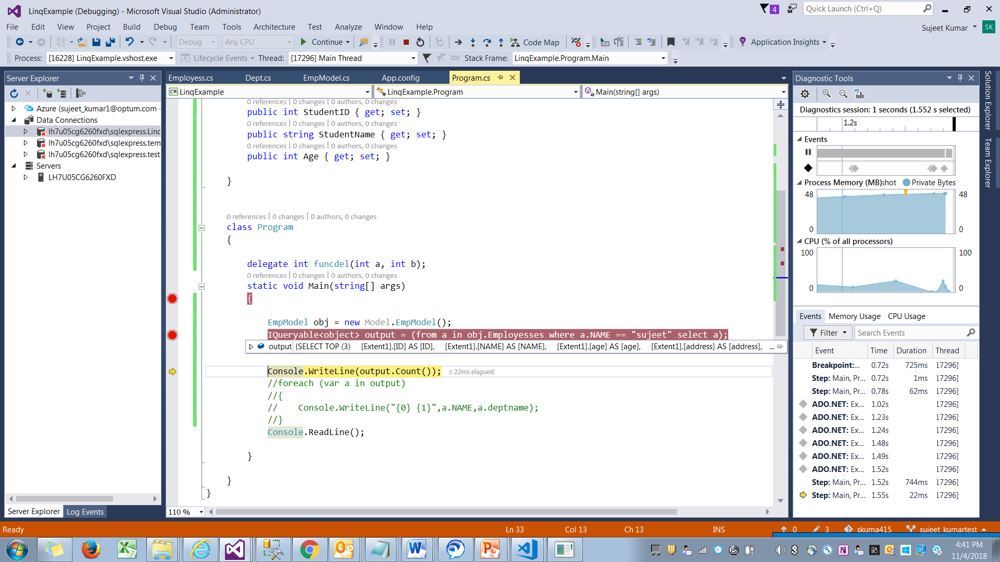 LinqExample (Debugging) - Microsoft Visual Studio (Administrator)
4
Quick Launch (Ctrl+Q)
File Edit View Project Build Debug Team Tools Architecture Test Analyze Window Help
Sujeet Kumar SK
Debug Any CPU Continue Code Map Application Insights
Process: [16228] LinqExample.vshost.exe Lifecycle Events Thread: [17296] Main Thread Stack Frame: LinqExample.Program.Main
Server Explorer
Azure (sujeet_kumar1@optum.com -
Data Connections
lh7u05cg6260fxd\sqlexpress.Linc
lh7u05cg6260fxd\sqlexpress.tem
lh7u05cg6260fxd\sqlexpress.test
Servers
LH7U05CG6260FXD
Server Explorer Log Events
Employess.cs Dept.cs EmpModel.cs App.config Program.cs
C# LinqExample LinqExample.Program Main(string[] args)
0 references | 0 changes | 0 authors, 0 changes
public int StudentID { get; set; }
0 references | 0 changes | 0 authors, 0 changes
public string StudentName { get; set; }
0 references | 0 changes | 0 authors, 0 changes
public int Age { get; set; }
}
0 references | 0 changes | 0 authors, 0 changes
class Program
{
delegate int funcdel(int a, int b);
0 references | 0 changes | 0 authors, 0 changes
static void Main(string[] args)
{
EmpModel obj = new Model.EmpModel();
IQueryable<object> output = (from a in obj.Employesses where a.NAME == "sujeet" select a);
output {SELECT TOP (3) [Extent1].[ID] AS [ID], [Extent1].[NAME] AS [NAME], [Extent1].[age] AS [age], [Extent1].[address] AS [address], ...
Console.WriteLine(output.Count()); ≤ 22ms elapsed
//foreach (var a in output)
//{
// Console.WriteLine("{0} {1}",a.NAME,a.deptname);
//}
Console.ReadLine();
}
}
}
110 %
Diagnostic Tools
Diagnostics session: 1 seconds (1.552 s selected)
1.2s
Events
Process Memory (MB)shot Private Bytes
48 48
0 0
CPU (% of all processors)
100 100
0 0
Events Memory Usage CPU Usage
Filter Search Events
Event Time Duration Thread
Breakpoint:... 0.72s 725ms 17296]
Step: Main, Pr... 0.72s 1ms 17296]
Step: Main, Pr... 0.78s 62ms 17296]
ADO.NET: Ex... 1.02s 17296]
ADO.NET: Ex... 1.23s 17296]
ADO.NET: Ex... 1.24s 17296]
ADO.NET: Ex... 1.48s 17296]
ADO.NET: Ex... 1.49s 17296]
ADO.NET: Ex... 1.52s 17296]
Step: Main, Pr... 1.52s 744ms 17296]
Step: Main, Pr... 1.55s 22ms 17296]
Solution Explorer
Team Explorer
Ready Ln 33 Col 13 Ch 13 INS 0 3 skuma415 sujeet_kumartest
4:41 PM
11/4/2018